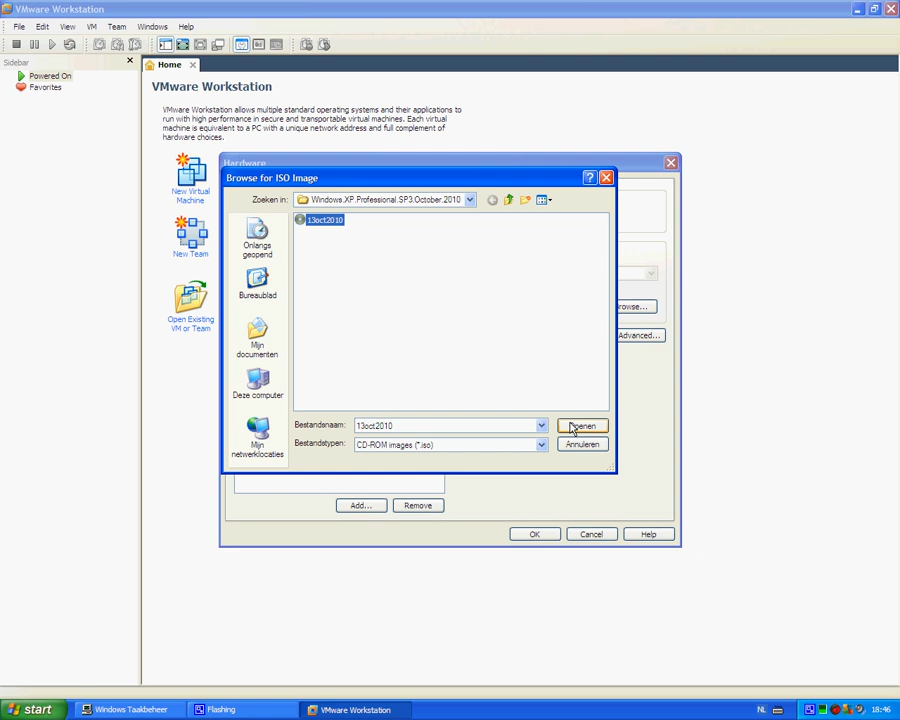 VMware Workstation
File Edit View VM Team Windows Help
Sidebar
Powered On
Favorites
Home
VMware Workstation
VMware Workstation allows multiple standard operating systems and their applications to
run with high performance in secure and transportable virtual machines. Each virtual
machine is equivalent to a PC with a unique network address and full complement of
hardware choices.
New Virtual
Machine
New Team
Open Existing
VM or Team
Hardware
Browse for ISO Image
Zoeken in: Windows.XP.Professional.SP3.October.2010
13oct2010
Onlangs
geopend
Bureaublad
Mijn
documenten
Deze computer
Mijn
netwerklocaties
Bestandsnaam: 13oct2010 Openen
Bestandstypen: CD-ROM images (*.iso) Annuleren
Browse...
Advanced...
Add... Remove
OK Cancel Help
start Windows Taakbeheer Flashing VMware Workstation NL 18:46